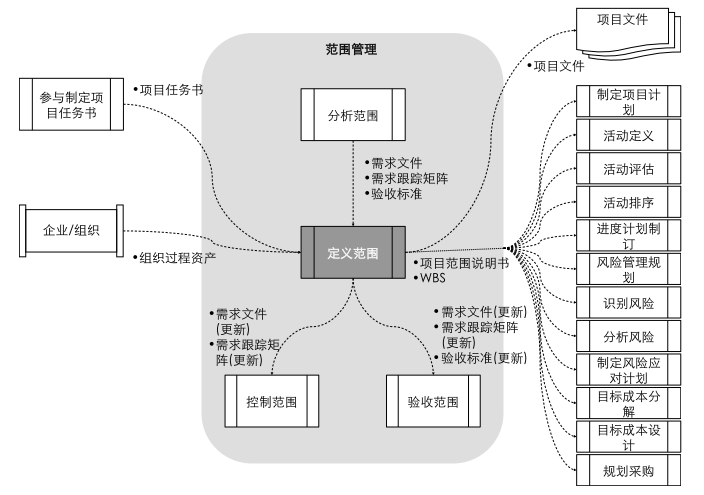 范围管理
项目文件
•项目文件
参与制定项
目任务书
•项目任务书
分析范围
•需求文件
•需求跟踪矩阵
•验收标准
企业/组织
•组织过程资产
定义范围
•项目范围说明书
•WBS
•需求文件
(更新)
•需求跟踪矩
阵(更新)
•需求文件(更新)
•需求跟踪矩阵
(更新)
•验收标准(更新)
控制范围
验收范围
制定项目计
划
活动定义
活动评估
活动排序
进度计划制
订
风险管理规
划
识别风险
分析风险
制定风险应
对计划
目标成本分
解
目标成本设
计
规划采购